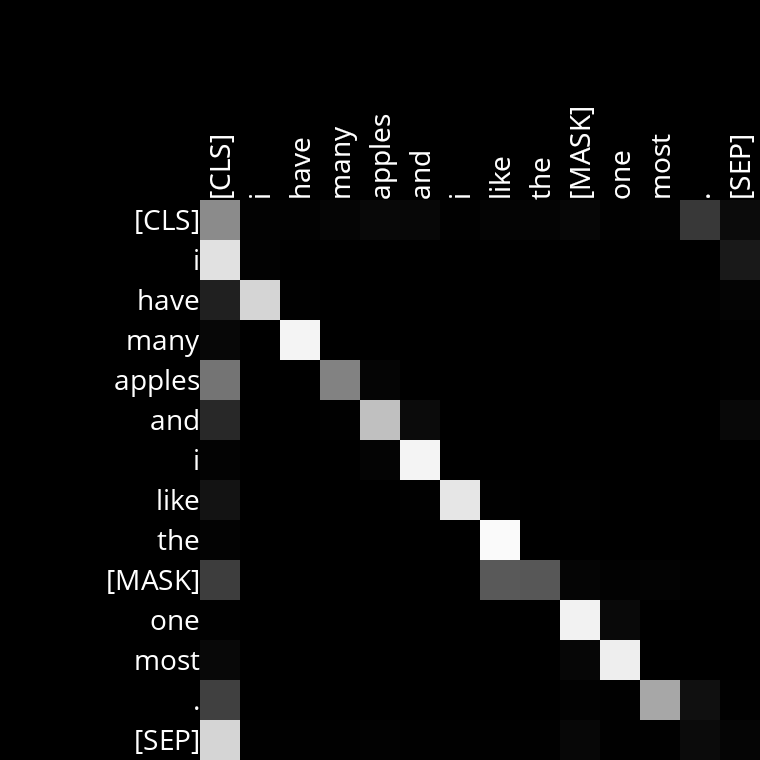 [CLS] i have many apples and i like the [MASK] one most . [SEP]
[CLS]
i
have
many
apples
and
i
like
the
[MASK]
one
most
.
[SEP]